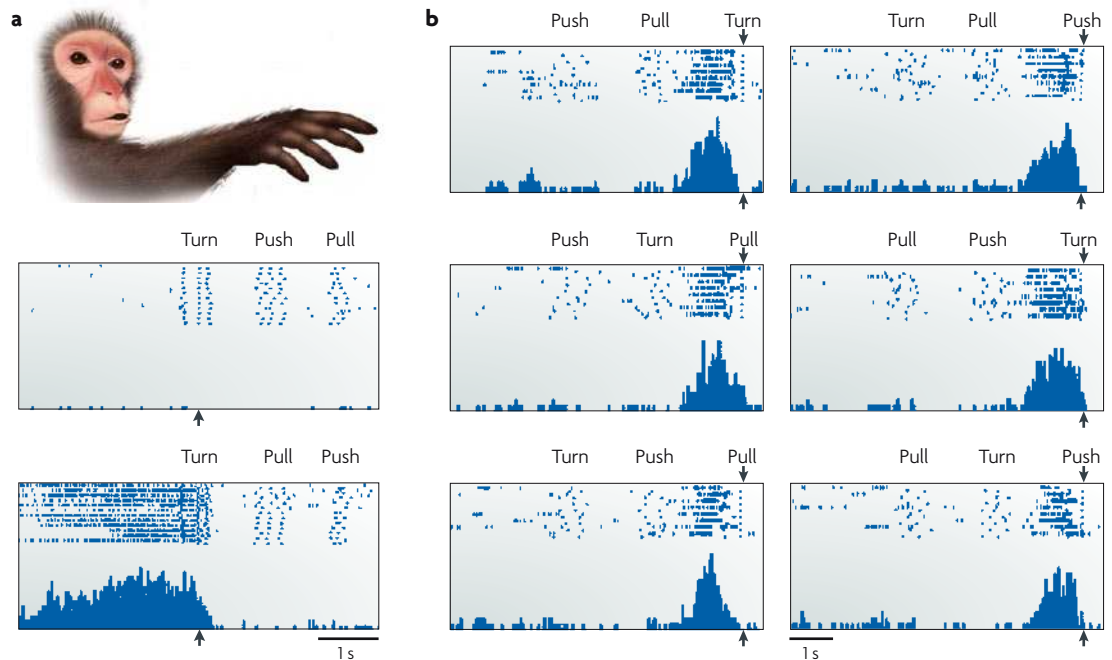 a
Turn Push Pull
Turn Pull Push
1 s
b
Push Pull Turn
Turn Pull Push
Push Turn Pull
Pull Push Turn
Turn Push Pull
Pull Turn Push
1 s